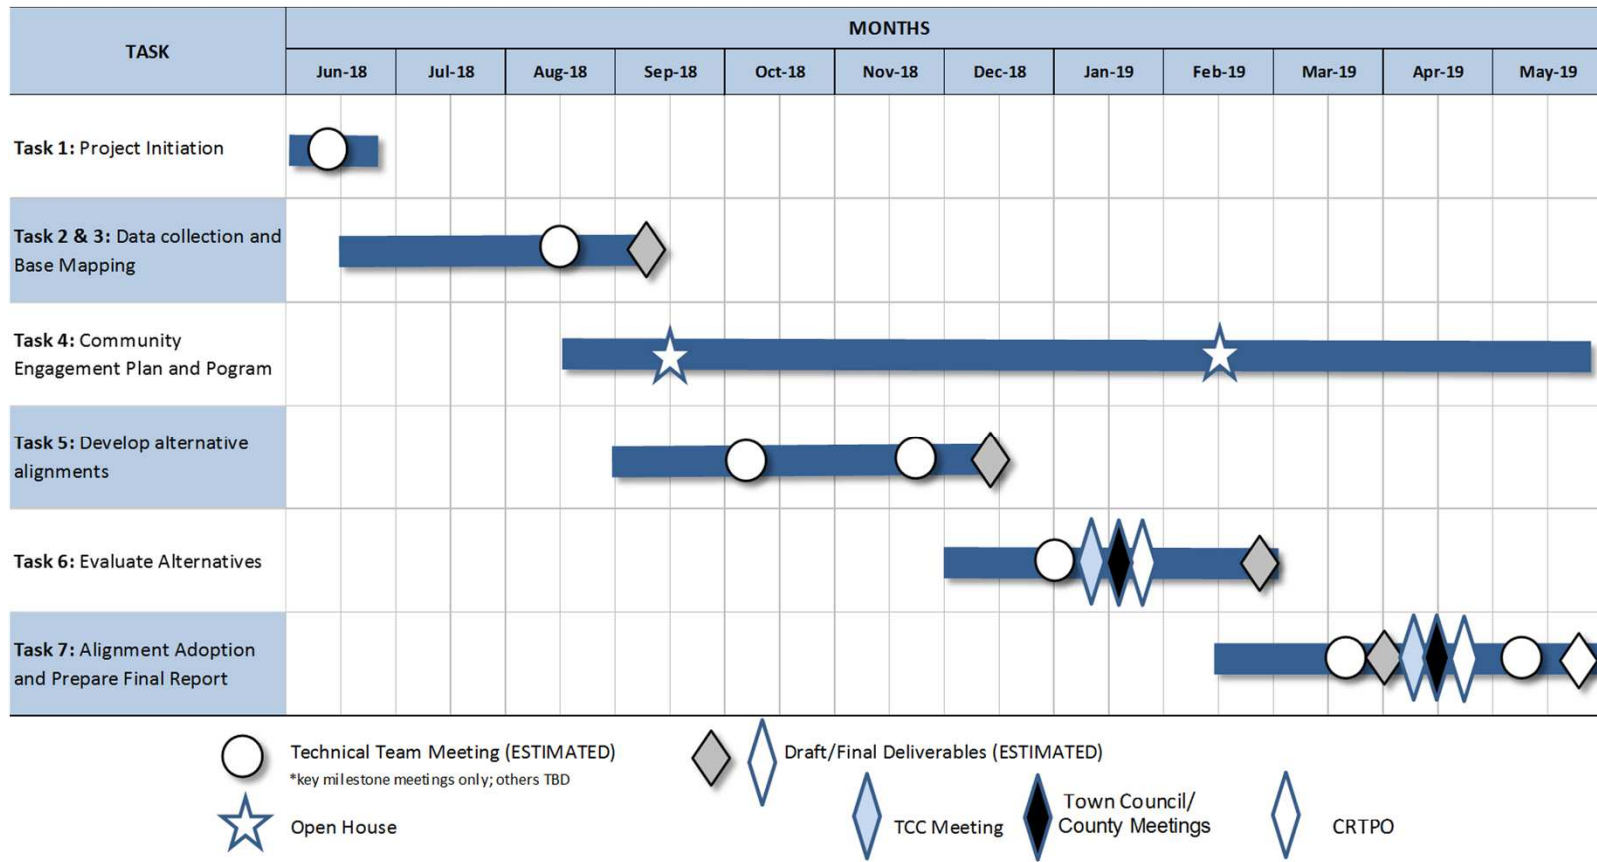 TASK
MONTHS
Jun-18 Jul-18 Aug-18 Sep-18 Oct-18 Nov-18 Dec-18 Jan-19 Feb-19 Mar-19 Apr-19 May-19
Task 1: Project Initiation
Task 2 & 3: Data collection and
Base Mapping
Task 4: Community
Engagement Plan and Pogram
Task 5: Develop alternative
alignments
Task 6: Evaluate Alternatives
Task 7: Alignment Adoption
and Prepare Final Report
Technical Team Meeting (ESTIMATED)
*key milestone meetings only; others TBD
Draft/Final Deliverables (ESTIMATED)
Open House
TCC Meeting
Town Council/
County Meetings
CRTPO